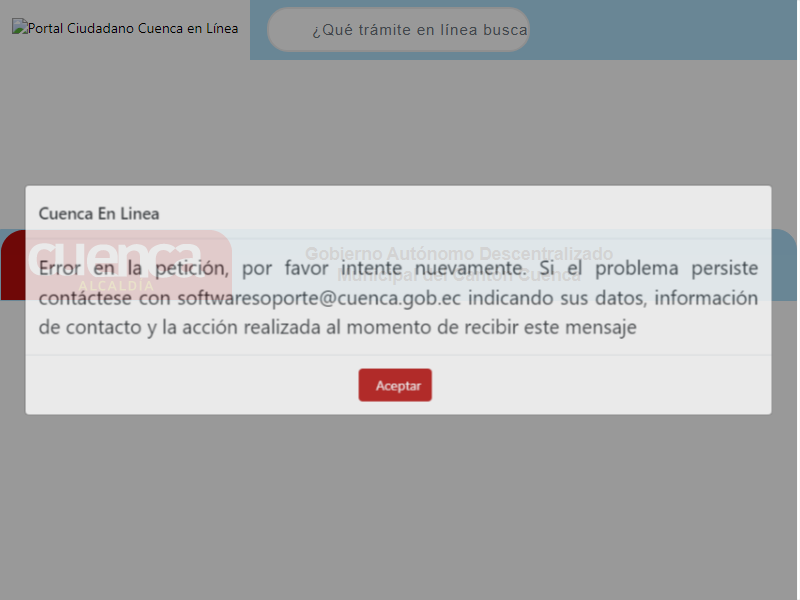 Portal Ciudadano Cuenca en Línea
¿Qué trámite en línea busca
Cuenca En Linea
cuenca
ALCALDÍA
Gobierno Autónomo Descentralizado
Municipal del Cantón Cuenca
Error en la petición, por favor intente nuevamente. Si el problema persiste
contáctese con softwaresoporte@cuenca.gob.ec indicando sus datos, información
de contacto y la acción realizada al momento de recibir este mensaje
Aceptar